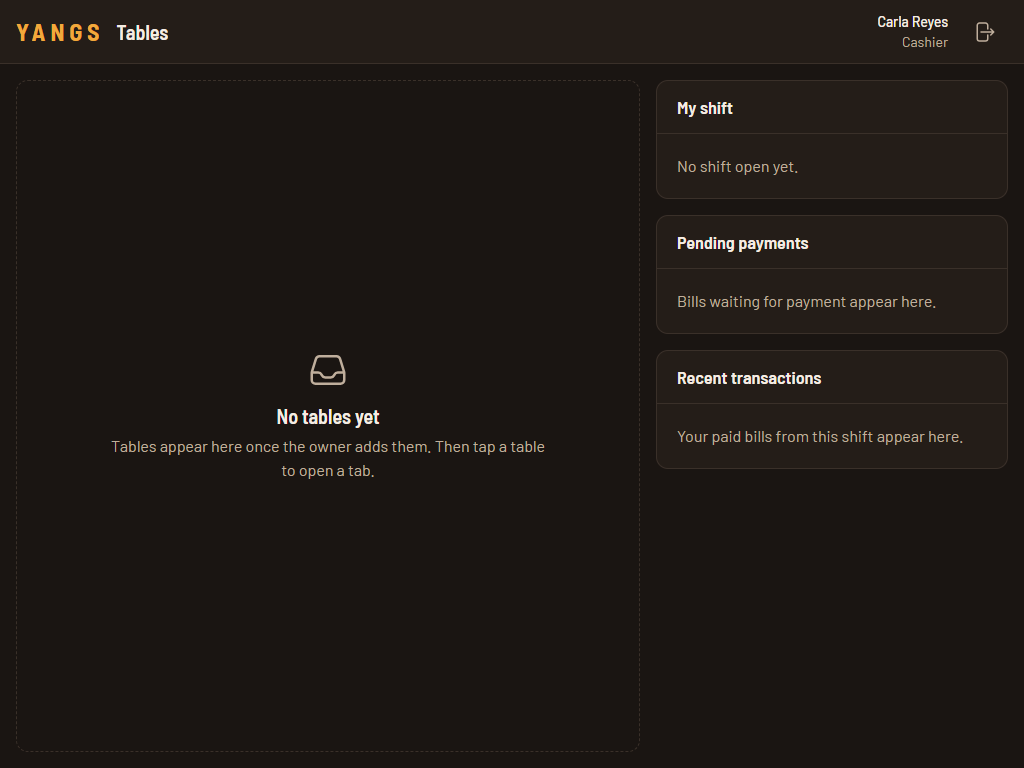 YANGS Tables
Carla Reyes
Cashier
No tables yet
Tables appear here once the owner adds them. Then tap a table
to open a tab.
My shift
No shift open yet.
Pending payments
Bills waiting for payment appear here.
Recent transactions
Your paid bills from this shift appear here.